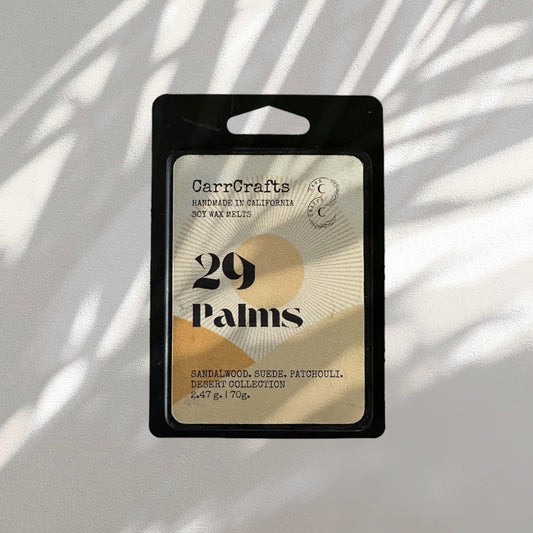 CarrCrafts
HANDMADE IN CALIFORNIA
SOY WAX MELTS
C
C
29
Palms
SANDALWOOD. SUEDE. PATCHOULI.
DESERT COLLECTION
2.47 g. | 70g.